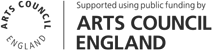 ARTS COUNCIL
ENGLAND
Supported using public funding by
ARTS COUNCIL
ENGLAND